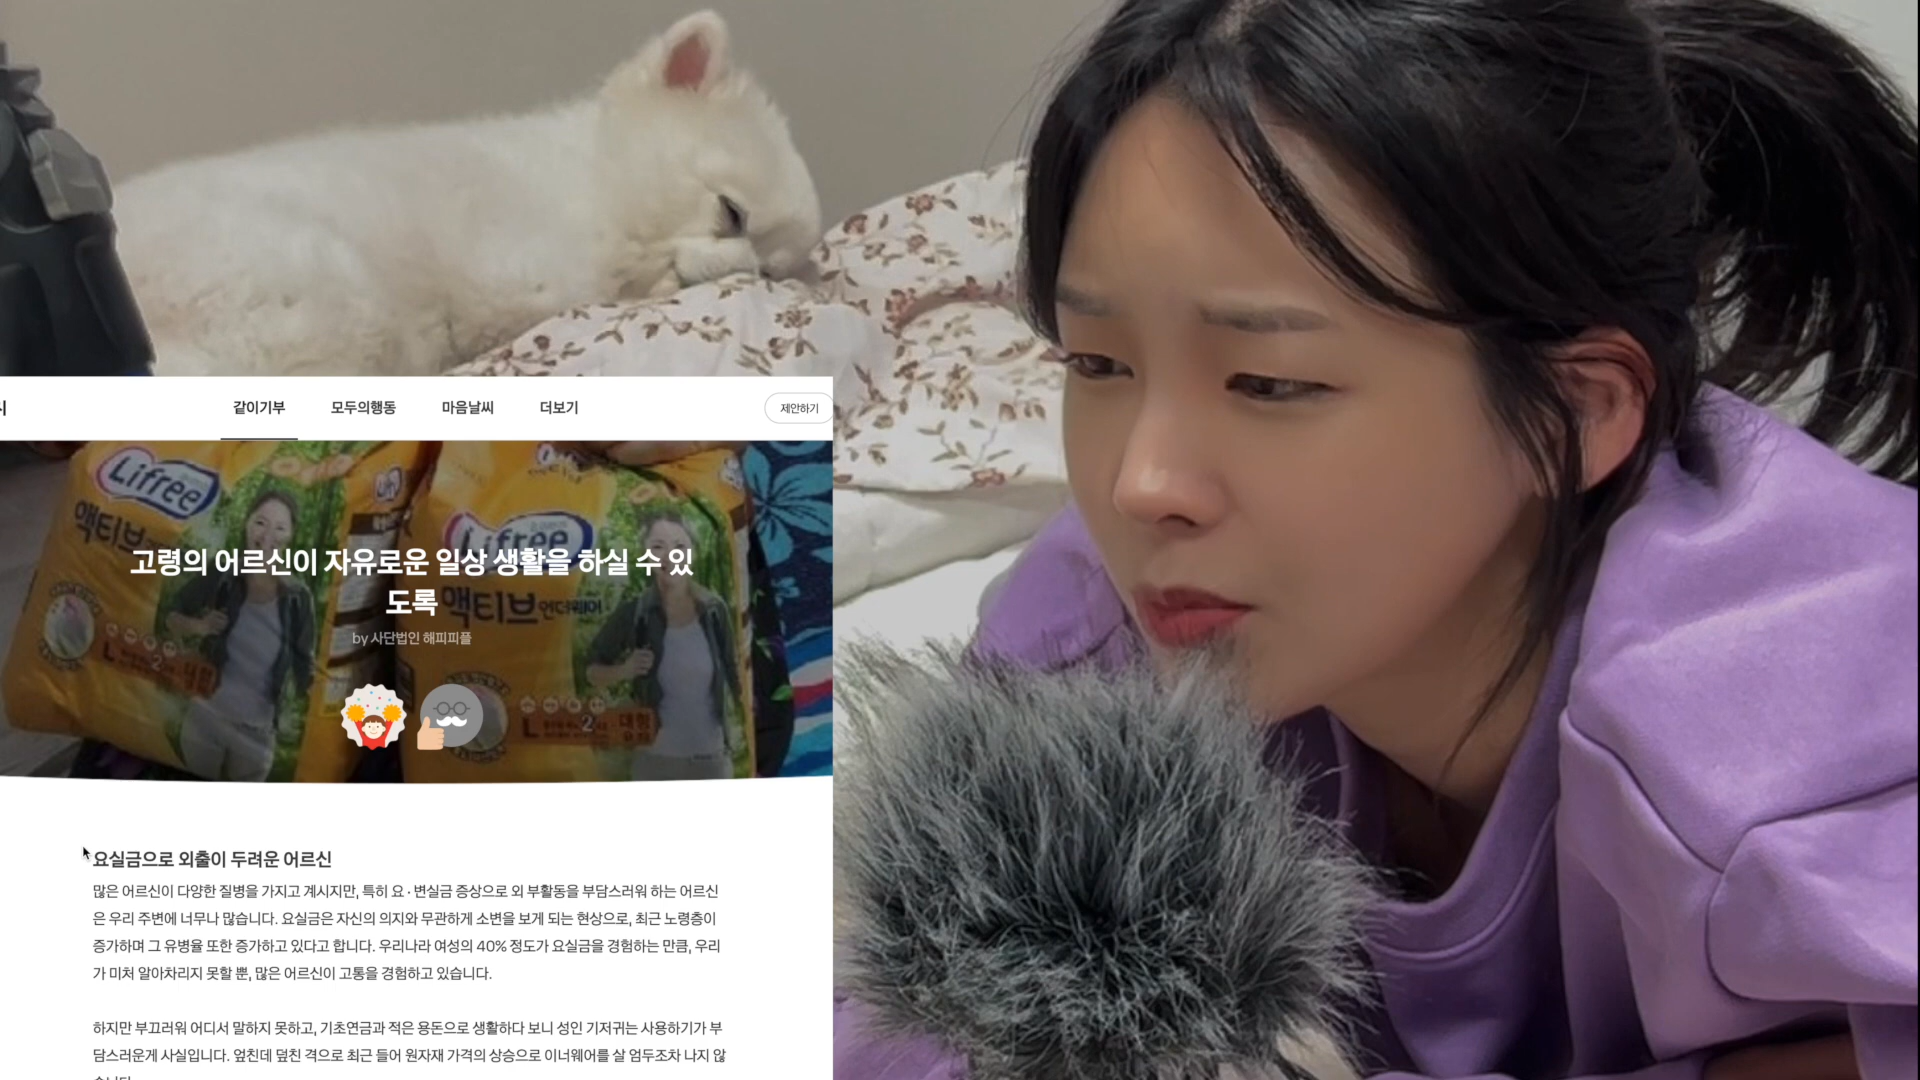 같이기부 모두의행동 마음날씨 더보기 제안하기
Lifree
액티브
Lifree
액티브 언더웨어
고령의 어르신이 자유로운 일상 생활을 하실 수 있
도록
by 사단법인 해피피플
L 2
L 2 대형
요실금으로 외출이 두려운 어르신
많은 어르신이 다양한 질병을 가지고 계시지만, 특히 요 · 변실금 증상으로 외 부활동을 부담스러워 하는 어르신
은 우리 주변에 너무나 많습니다. 요실금은 자신의 의지와 무관하게 소변을 보게 되는 현상으로, 최근 노령층이
증가하며 그 유병율 또한 증가하고 있다고 합니다. 우리나라 여성의 40% 정도가 요실금을 경험하는 만큼, 우리
가 미처 알아차리지 못할 뿐, 많은 어르신이 고통을 경험하고 있습니다.
하지만 부끄러워 어디서 말하지 못하고, 기초연금과 적은 용돈으로 생활하다 보니 성인 기저귀는 사용하기가 부
담스러운게 사실입니다. 엎친데 덮친 격으로 최근 들어 원자재 가격의 상승으로 이너웨어를 살 엄두조차 나지 않